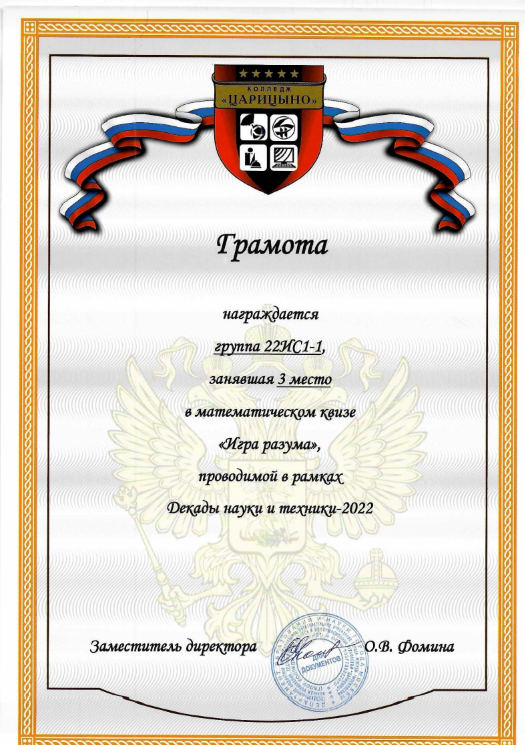 КОЛЛЕДЖ
«ЦАРИЦЫНО»
Грамота
награждается
группа 22ИС1-1,
занявшая 3 место
в математическом квизе
«Игра разума»,
проводимой в рамках
Декады науки и техники-2022
Заместитель директора О.В. Фомина
ДЛЯ
ДОКУМЕНТОВ